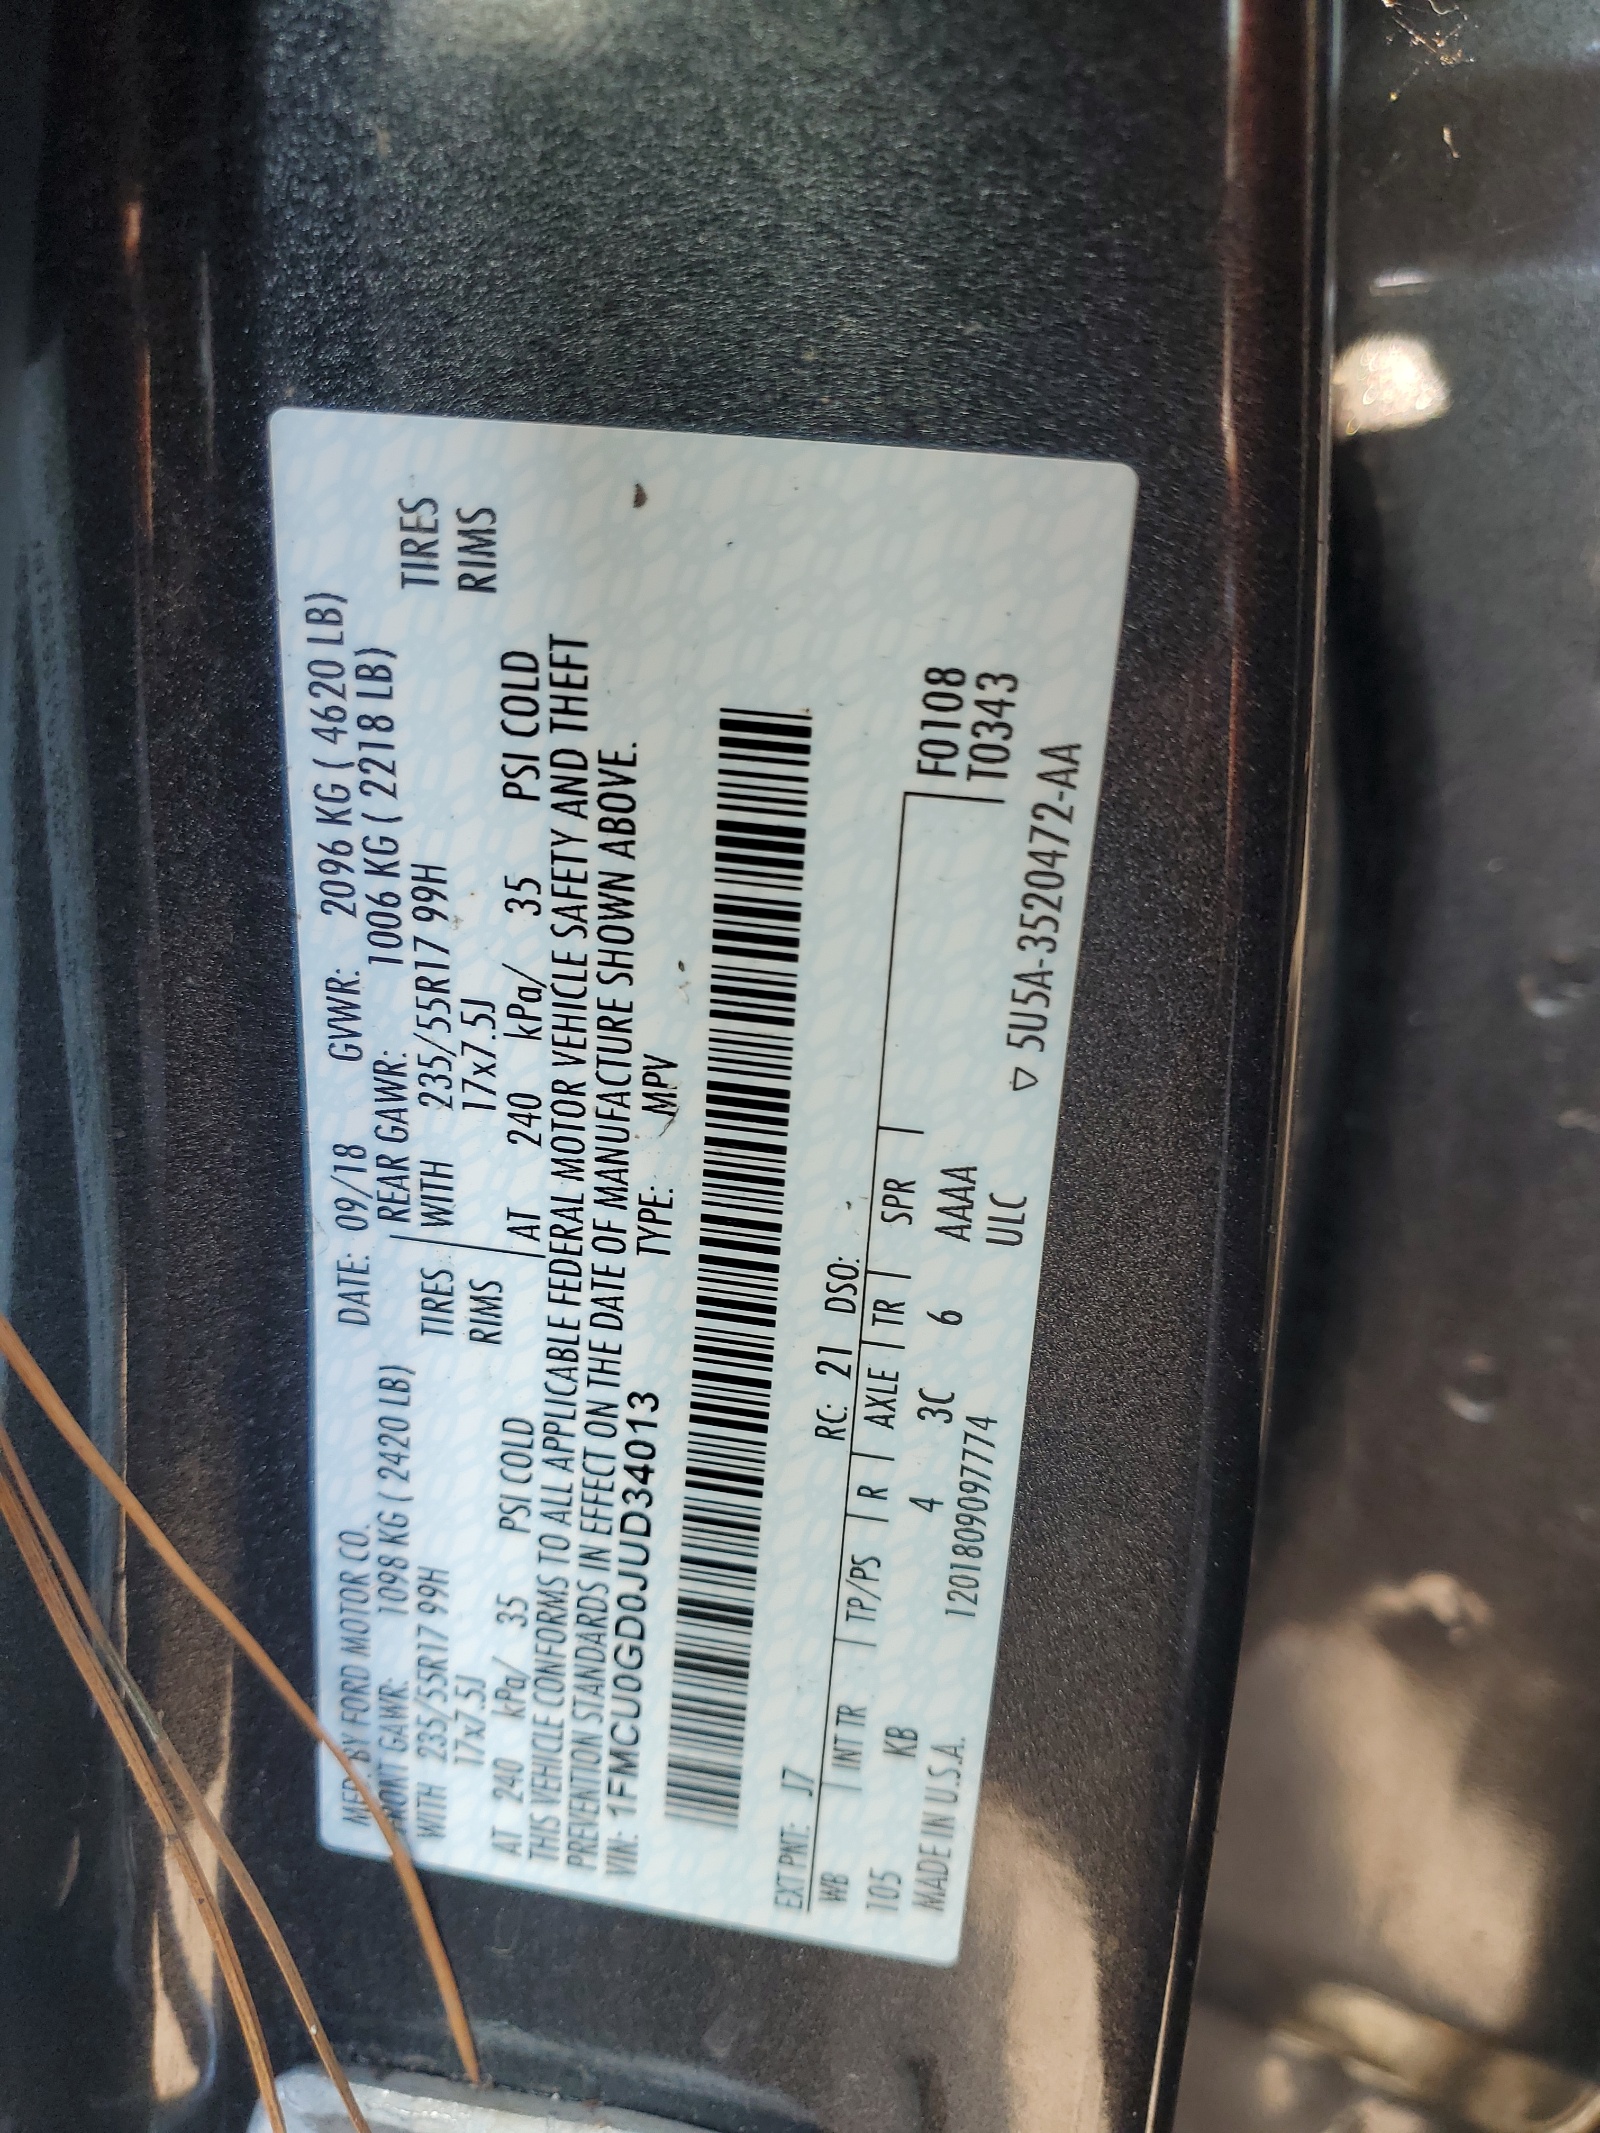 MFD. BY FORD MOTOR CO. DATE: 09/18 GVWR: 2096 KG ( 4620 LB)
FRONT GAWR: 1098 KG ( 2420 LB) REAR GAWR: 1006 KG ( 2218 LB)
WITH 235/55R17 99H TIRES WITH 235/55R17 99H TIRES
17x7.5J RIMS 17x7.5J RIMS
AT 240 kPa/ 35 PSI COLD AT 240 kPa/ 35 PSI COLD
THIS VEHICLE CONFORMS TO ALL APPLICABLE FEDERAL MOTOR VEHICLE SAFETY AND THEFT
PREVENTION STANDARDS IN EFFECT ON THE DATE OF MANUFACTURE SHOWN ABOVE.
VIN: 1FMCU0GD0JUD34013 TYPE: MPV
EXT PNT: J7 RC: 21 DSO:
WB INT TR TP/PS R AXLE TR SPR F0108
105 KB 4 3C 6 AAAA T0343
MADE IN U.S.A. 1201809097774 ULC
▽ 5U5A-3520472-AA